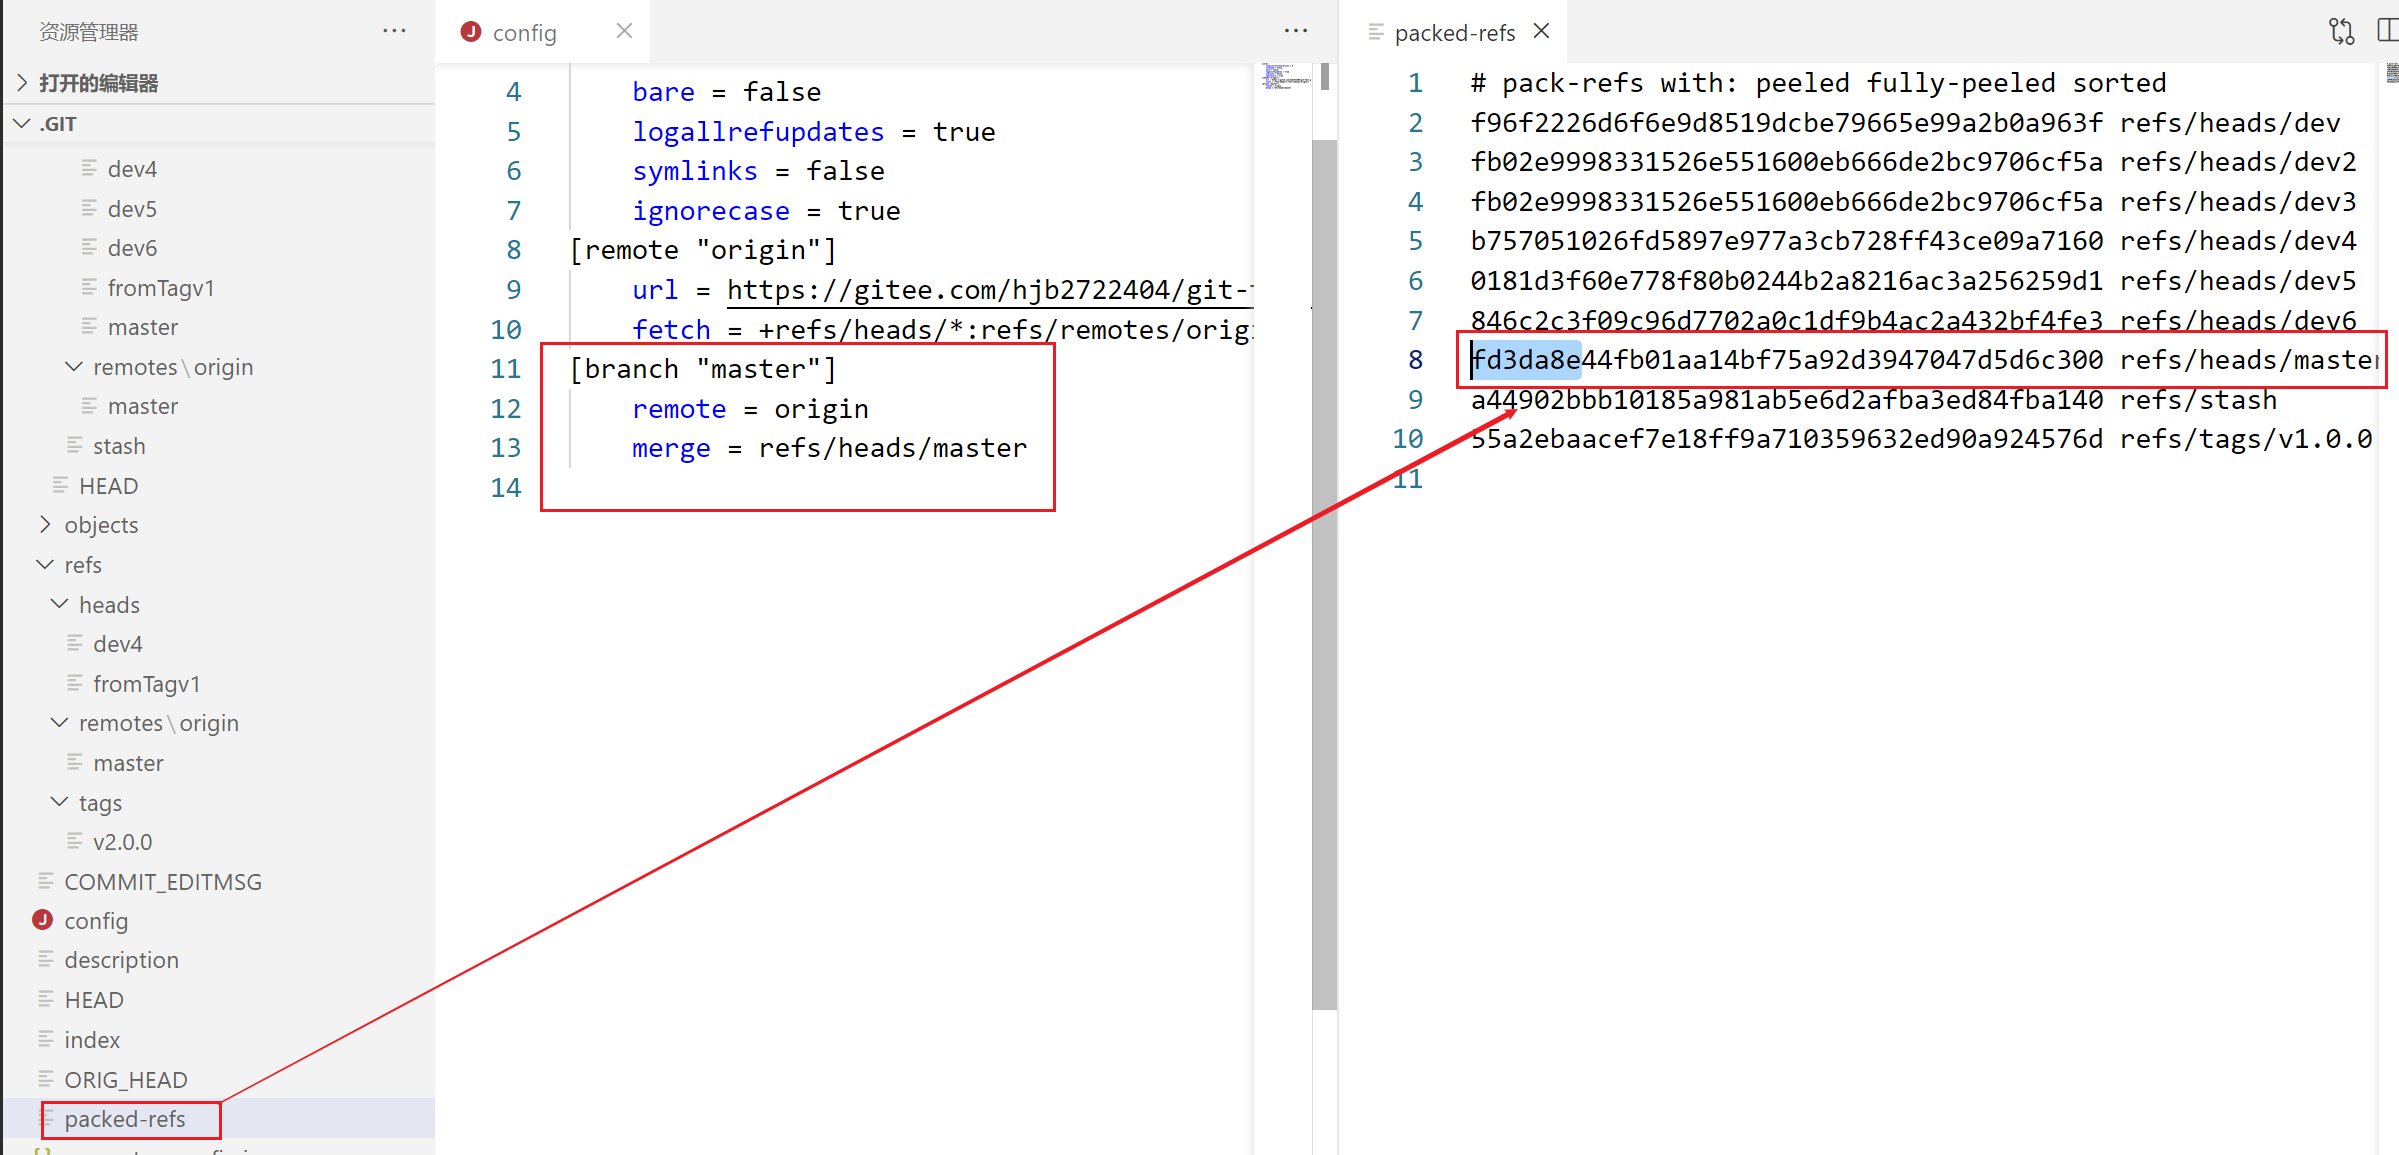 资源管理器
打开的编辑器
.GIT
dev4
dev5
dev6
fromTagv1
master
remotes\origin
master
stash
HEAD
objects
refs
heads
dev4
fromTagv1
remotes\origin
master
tags
v2.0.0
COMMIT_EDITMSG
config
description
HEAD
index
ORIG_HEAD
packed-refs
config
4 bare = false
5 logallrefupdates = true
6 symlinks = false
7 ignorecase = true
8 [remote "origin"]
9 url = https://gitee.com/hjb2722404/git-
10 fetch = +refs/heads/*:refs/remotes/origi
11 [branch "master"]
12 remote = origin
13 merge = refs/heads/master
14
packed-refs
1 # pack-refs with: peeled fully-peeled sorted
2 f96f2226d6f6e9d8519dcbe79665e99a2b0a963f refs/heads/dev
3 fb02e9998331526e551600eb666de2bc9706cf5a refs/heads/dev2
4 fb02e9998331526e551600eb666de2bc9706cf5a refs/heads/dev3
5 b757051026fd5897e977a3cb728ff43ce09a7160 refs/heads/dev4
6 0181d3f60e778f80b0244b2a8216ac3a256259d1 refs/heads/dev5
7 846c2c3f09c96d7702a0c1df9b4ac2a432bf4fe3 refs/heads/dev6
8 fd3da8e44fb01aa14bf75a92d3947047d5d6c300 refs/heads/master
9 a44902bbb10185a981ab5e6d2afba3ed84fba140 refs/stash
10 55a2ebaacef7e18ff9a710359632ed90a924576d refs/tags/v1.0.0
11